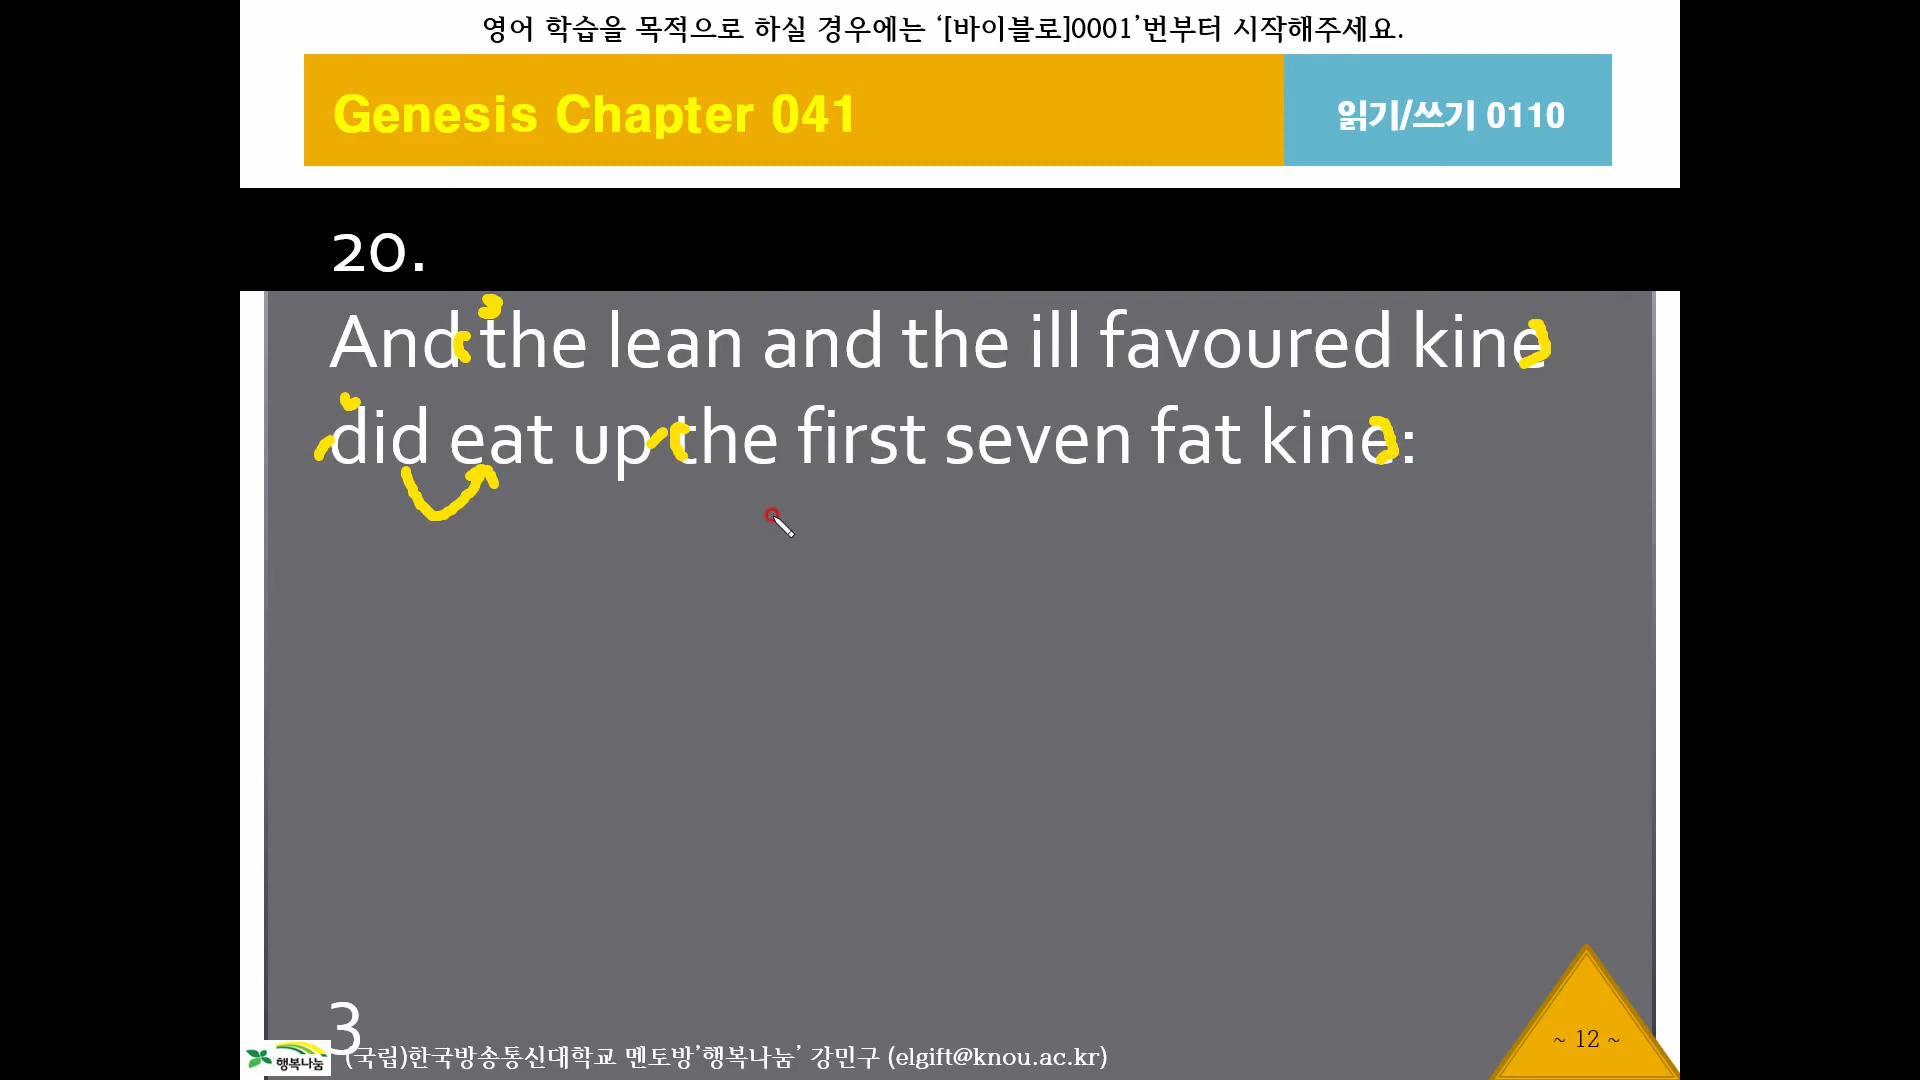 영어 학습을 목적으로 하실 경우에는 ‘[바이블로]0001’번부터 시작해주세요.
Genesis Chapter 041
읽기/쓰기 0110
20.
And the lean and the ill favoured kine
did eat up the first seven fat kine:
3
행복나눔
(국립)한국방송통신대학교 멘토방’행복나눔’ 강민구 (elgift@knou.ac.kr)
~ 12 ~